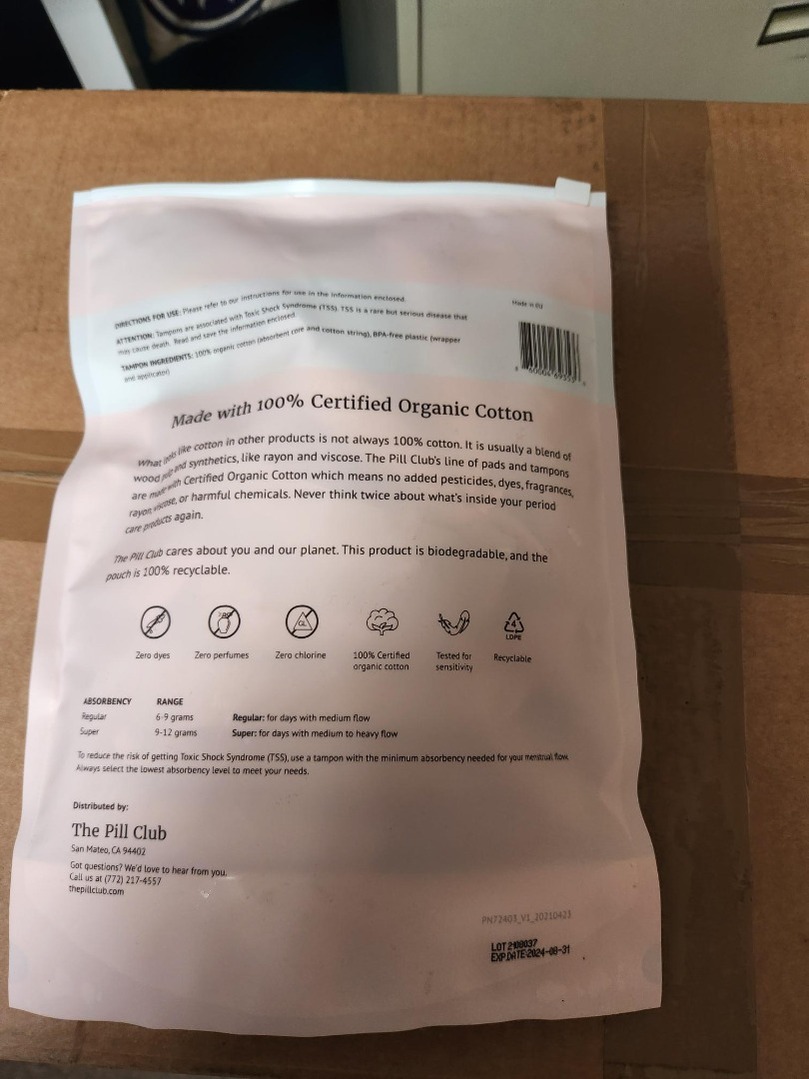 DIRECTIONS FOR USE: Please refer to our instructions for use in the information enclosed.
ATTENTION: Tampons are associated with Toxic Shock Syndrome (TSS). TSS is a rare but serious disease that
may cause death. Read and save the information enclosed.
TAMPON INGREDIENTS: 100% organic cotton (absorbent core and cotton string), BPA-free plastic (wrapper
and applicator)
Made in EU
Made with 100% Certified Organic Cotton
What looks like cotton in other products is not always 100% cotton. It is usually a blend of
wood pulp and synthetics, like rayon and viscose. The Pill Club's line of pads and tampons
are made with Certified Organic Cotton which means no added pesticides, dyes, fragrances,
rayon, viscose, or harmful chemicals. Never think twice about what's inside your period
care products again.
The Pill Club cares about you and our planet. This product is biodegradable, and the
pouch is 100% recyclable.
GL
4
LDPE
Zero dyes
Zero perfumes
Zero chlorine
100% Certified
organic cotton
Tested for
sensitivity
Recyclable
ABSORBENCY RANGE
Regular 6-9 grams Regular: for days with medium flow
Super 9-12 grams Super: for days with medium to heavy flow
To reduce the risk of getting Toxic Shock Syndrome (TSS), use a tampon with the minimum absorbency needed for your menstrual flow.
Always select the lowest absorbency level to meet your needs.
Distributed by:
The Pill Club
San Mateo, CA 94402
Got questions? We'd love to hear from you.
Call us at (772) 217-4557
thepillclub.com
PN72403_V1_20210423
LOT 2100037
EXP DATE:2024-08-31